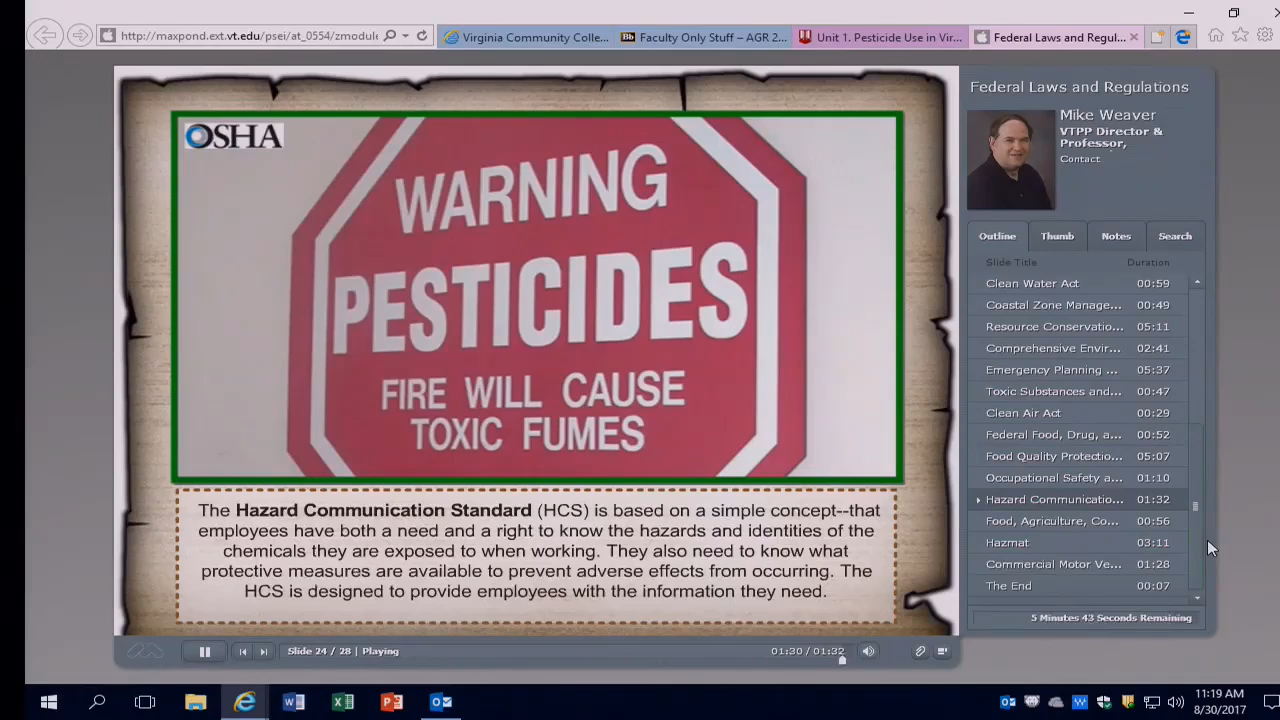 http://maxpond.ext.vt.edu/psei/at_0554/zmodule
Virginia Community Colle...
Faculty Only Stuff – AGR 2...
Unit 1. Pesticide Use in Vir...
Federal Laws and Regul...
OSHA
WARNING
PESTICIDES
FIRE WILL CAUSE
TOXIC FUMES
The Hazard Communication Standard (HCS) is based on a simple concept--that
employees have both a need and a right to know the hazards and identities of the
chemicals they are exposed to when working. They also need to know what
protective measures are available to prevent adverse effects from occurring. The
HCS is designed to provide employees with the information they need.
Slide 24 / 28 | Playing
01:30 / 01:32
Federal Laws and Regulations
Mike Weaver
VTPP Director &
Professor,
Contact
Outline Thumb Notes Search
Slide Title Duration
Clean Water Act 00:59
Coastal Zone Manage... 00:49
Resource Conservatio... 05:11
Comprehensive Envir... 02:41
Emergency Planning ... 05:37
Toxic Substances and... 00:47
Clean Air Act 00:29
Federal Food, Drug, a... 00:52
Food Quality Protectio... 05:07
Occupational Safety a... 01:10
Hazard Communicatio... 01:32
Food, Agriculture, Co... 00:56
Hazmat 03:11
Commercial Motor Ve... 01:28
The End 00:07
5 Minutes 43 Seconds Remaining
11:19 AM
8/30/2017